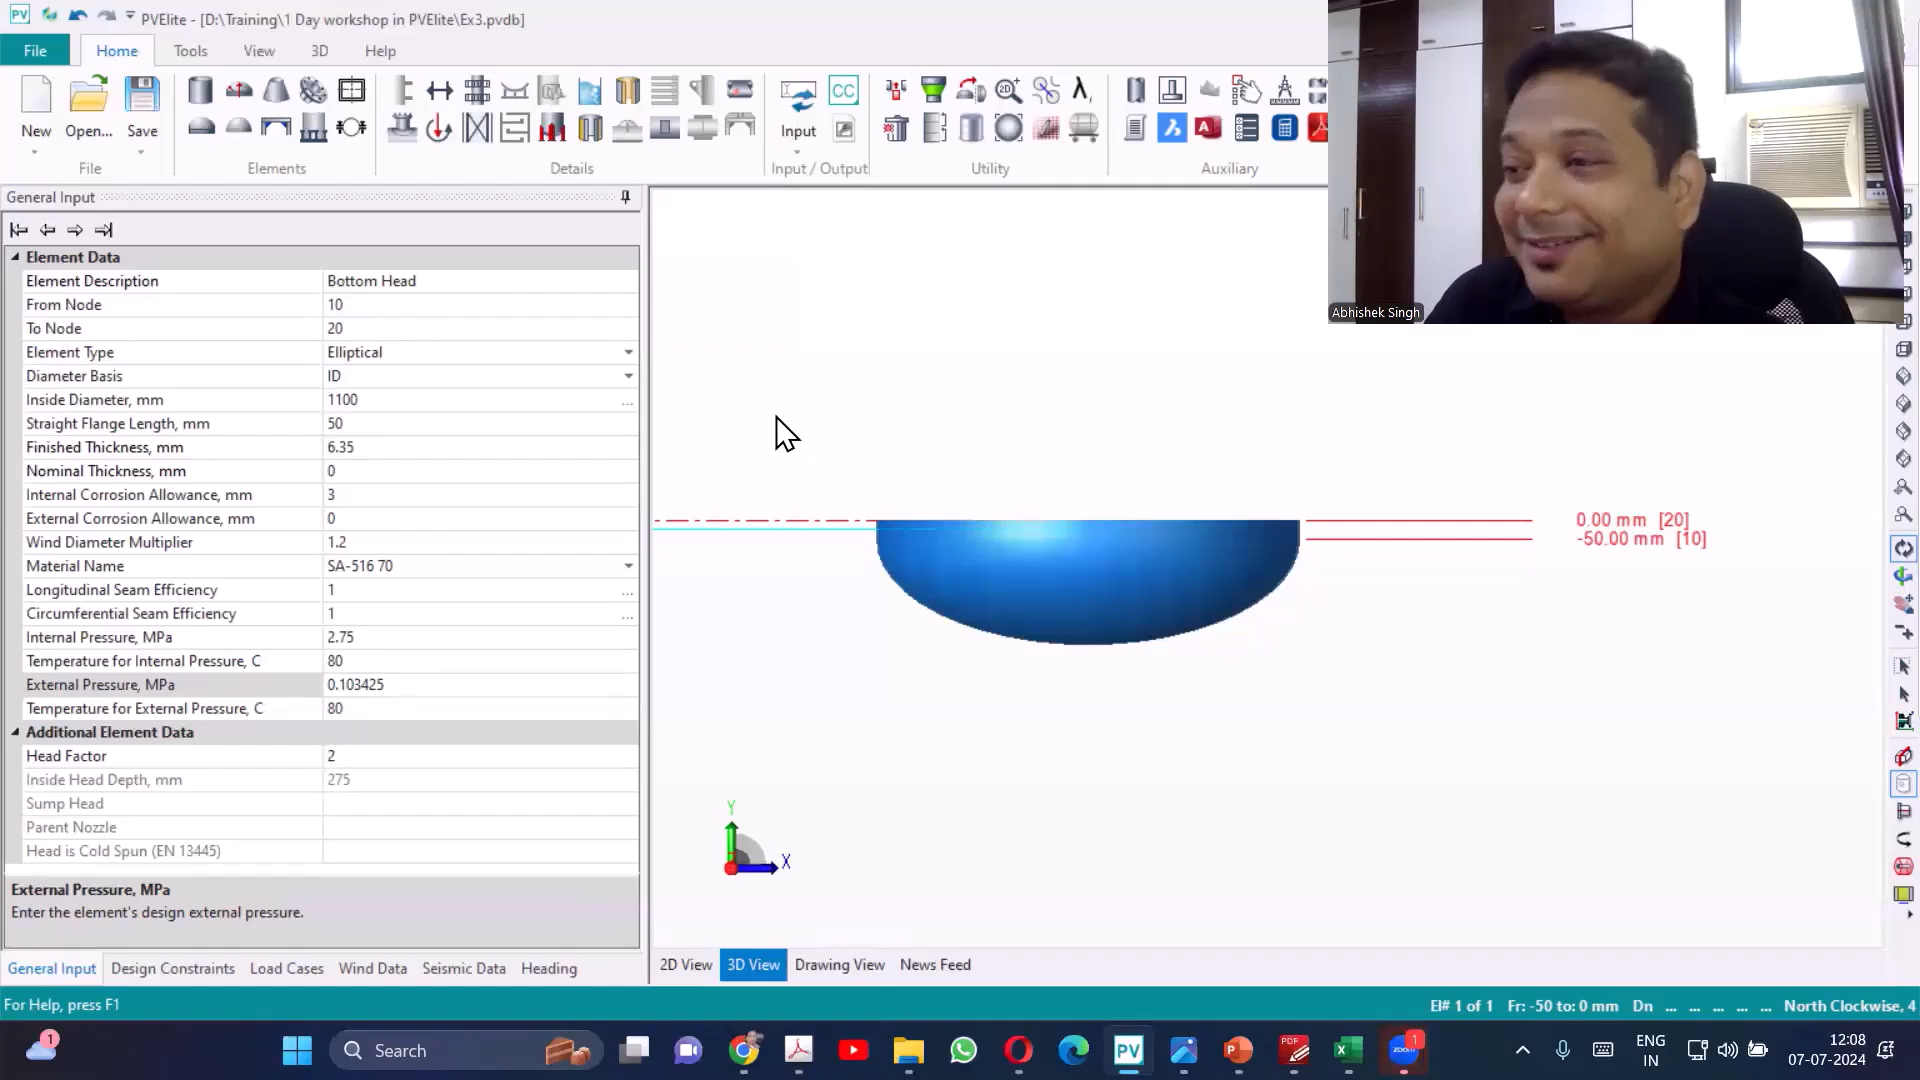 PV
PVElite - [D:\Training\1 Day workshop in PVElite\Ex3.pvdb]
File
Home
Tools
View
3D
Help
New
Open...
Save
Input
CC
2D
File
Elements
Details
Input / Output
Utility
Auxiliary
Abhishek Singh
General Input
Element Data
Element Description Bottom Head
From Node 10
To Node 20
Element Type Elliptical
Diameter Basis ID
Inside Diameter, mm 1100 ...
Straight Flange Length, mm 50
Finished Thickness, mm 6.35
Nominal Thickness, mm 0
Internal Corrosion Allowance, mm 3
External Corrosion Allowance, mm 0
Wind Diameter Multiplier 1.2
Material Name SA-516 70
Longitudinal Seam Efficiency 1 ...
Circumferential Seam Efficiency 1 ...
Internal Pressure, MPa 2.75
Temperature for Internal Pressure, C 80
External Pressure, MPa 0.103425
Temperature for External Pressure, C 80
Additional Element Data
Head Factor 2
Inside Head Depth, mm 275
Sump Head
Parent Nozzle
Head is Cold Spun (EN 13445)
External Pressure, MPa
Enter the element's design external pressure.
0.00 mm [20]
-50.00 mm [10]
Y
X
General Input
Design Constraints
Load Cases
Wind Data
Seismic Data
Heading
2D View
3D View
Drawing View
News Feed
For Help, press F1
El# 1 of 1 Fr: -50 to: 0 mm Dn ... ... ... ... ... North Clockwise, 4
1
Search
PV
PDF
zoom
1
ENG
IN
12:08
07-07-2024